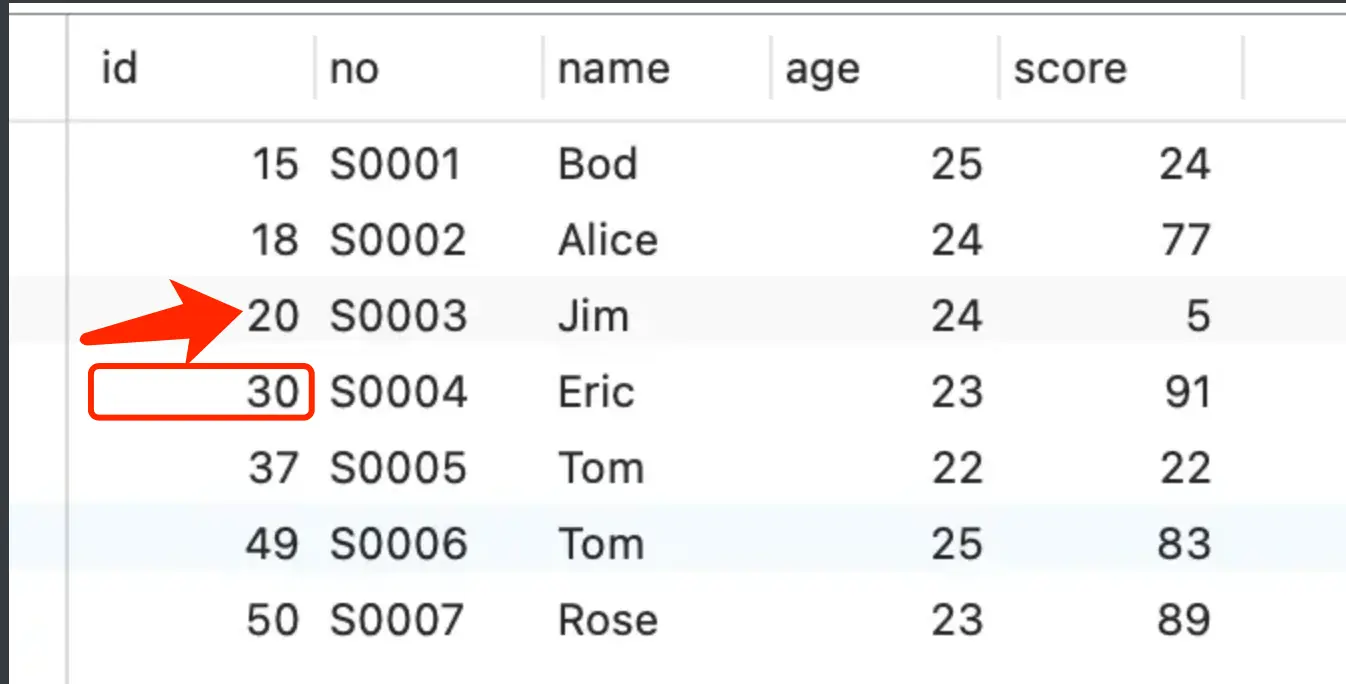 id no name age score
15 S0001 Bod 25 24
18 S0002 Alice 24 77
20 S0003 Jim 24 5
30 S0004 Eric 23 91
37 S0005 Tom 22 22
49 S0006 Tom 25 83
50 S0007 Rose 23 89